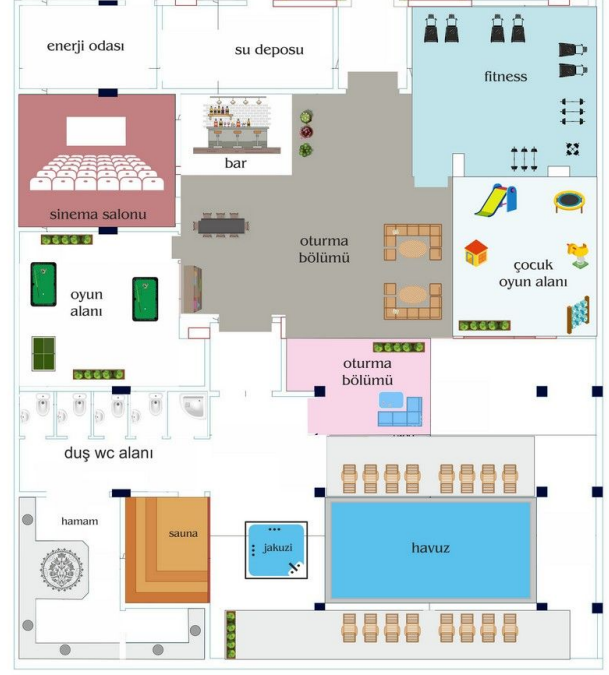 enerji odası
su deposu
fitness
bar
sinema salonu
oturma
bölümü
çocuk
oyun alanı
oyun
alanı
oturma
bölümü
duş wc alanı
hamam
sauna
jakuzi
havuz